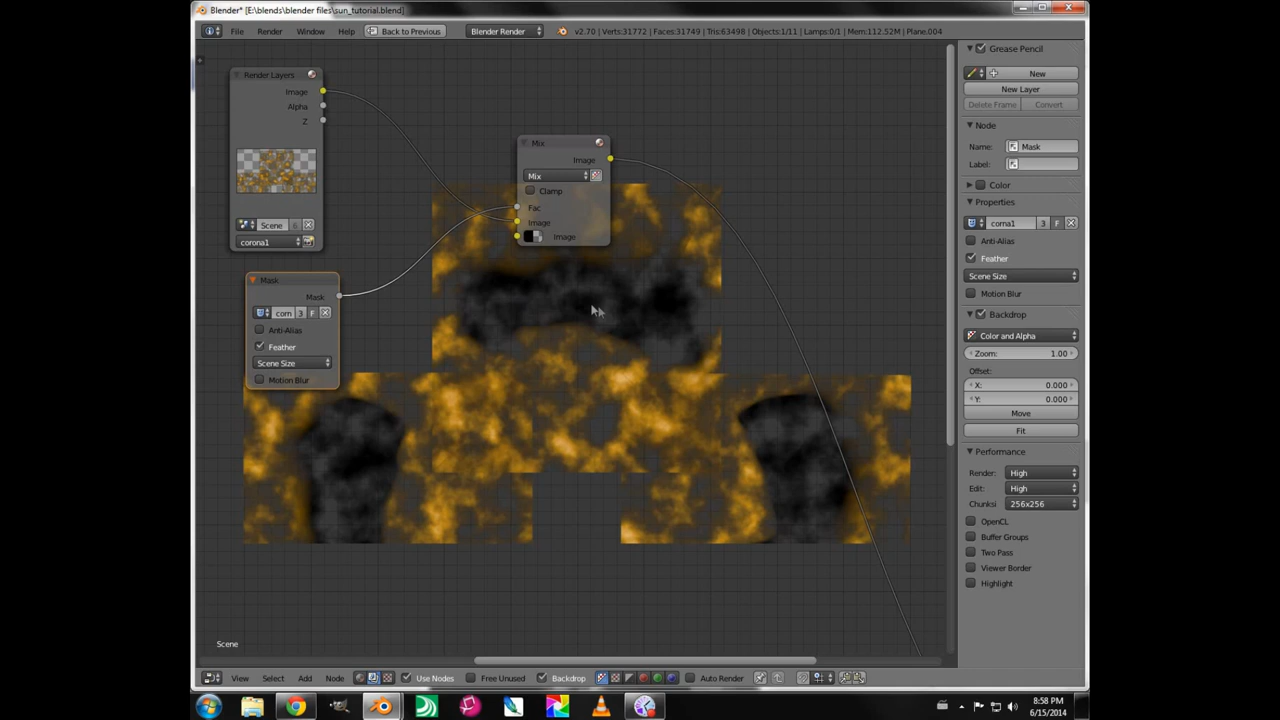 Blender* [E:\blends\blender files\sun_tutorial.blend]
File Render Window Help Back to Previous Blender Render v2.70 | Verts:31772 | Faces:31749 | Tris:63498 | Objects:1/11 | Lamps:0/1 | Mem:112.52M | Plane.004
Render Layers
Image
Alpha
Z
Scene 6
corona1
Mask
Mask
corn 3 F
Anti-Alias
Feather
Scene Size
Motion Blur
Mix
Image
Mix
Clamp
Fac
Image
Image
Grease Pencil
New
New Layer
Delete Frame Convert
Node
Name: Mask
Label:
Color
Properties
corna1 3 F
Anti-Alias
Feather
Scene Size
Motion Blur
Backdrop
Color and Alpha
Zoom: 1.00
Offset:
X: 0.000
Y: 0.000
Move
Fit
Performance
Render: High
Edit: High
Chunksi 256x256
OpenCL
Buffer Groups
Two Pass
Viewer Border
Highlight
Scene
View Select Add Node Use Nodes Free Unused Backdrop Auto Render
8:58 PM
6/15/2014